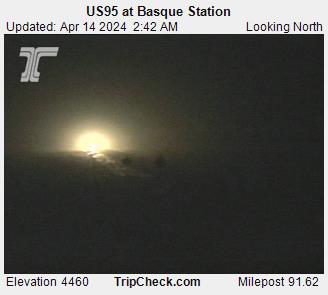 US95 at Basque Station
Updated: Apr 14 2024 2:42 AM Looking North
Elevation 4460 TripCheck.com Milepost 91.62